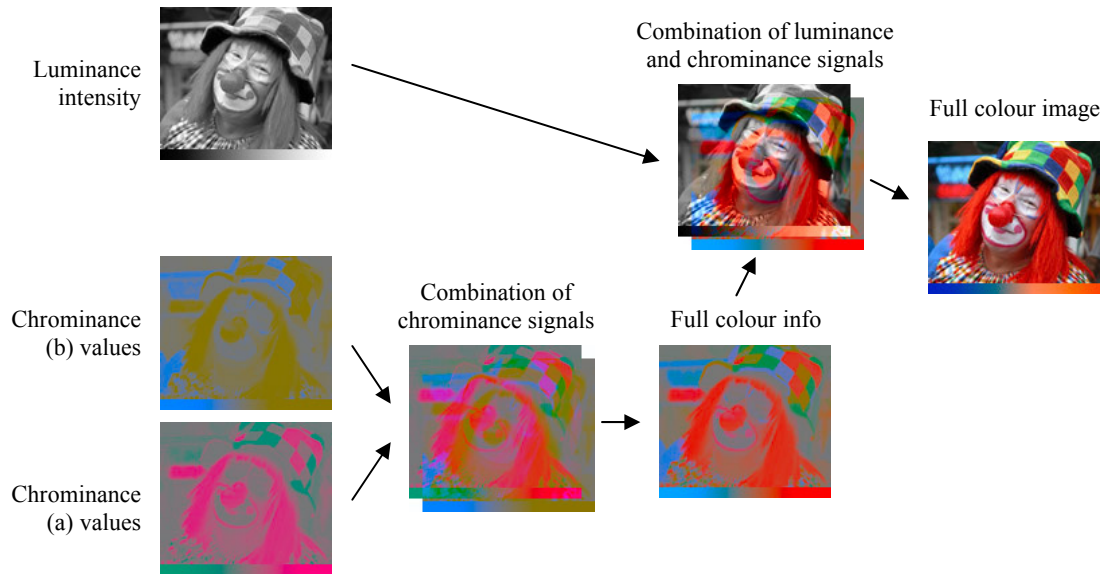 Luminance
intensity
Combination of luminance
and chrominance signals
Full colour image
Chrominance
(b) values
Combination of
chrominance signals
Full colour info
Chrominance
(a) values